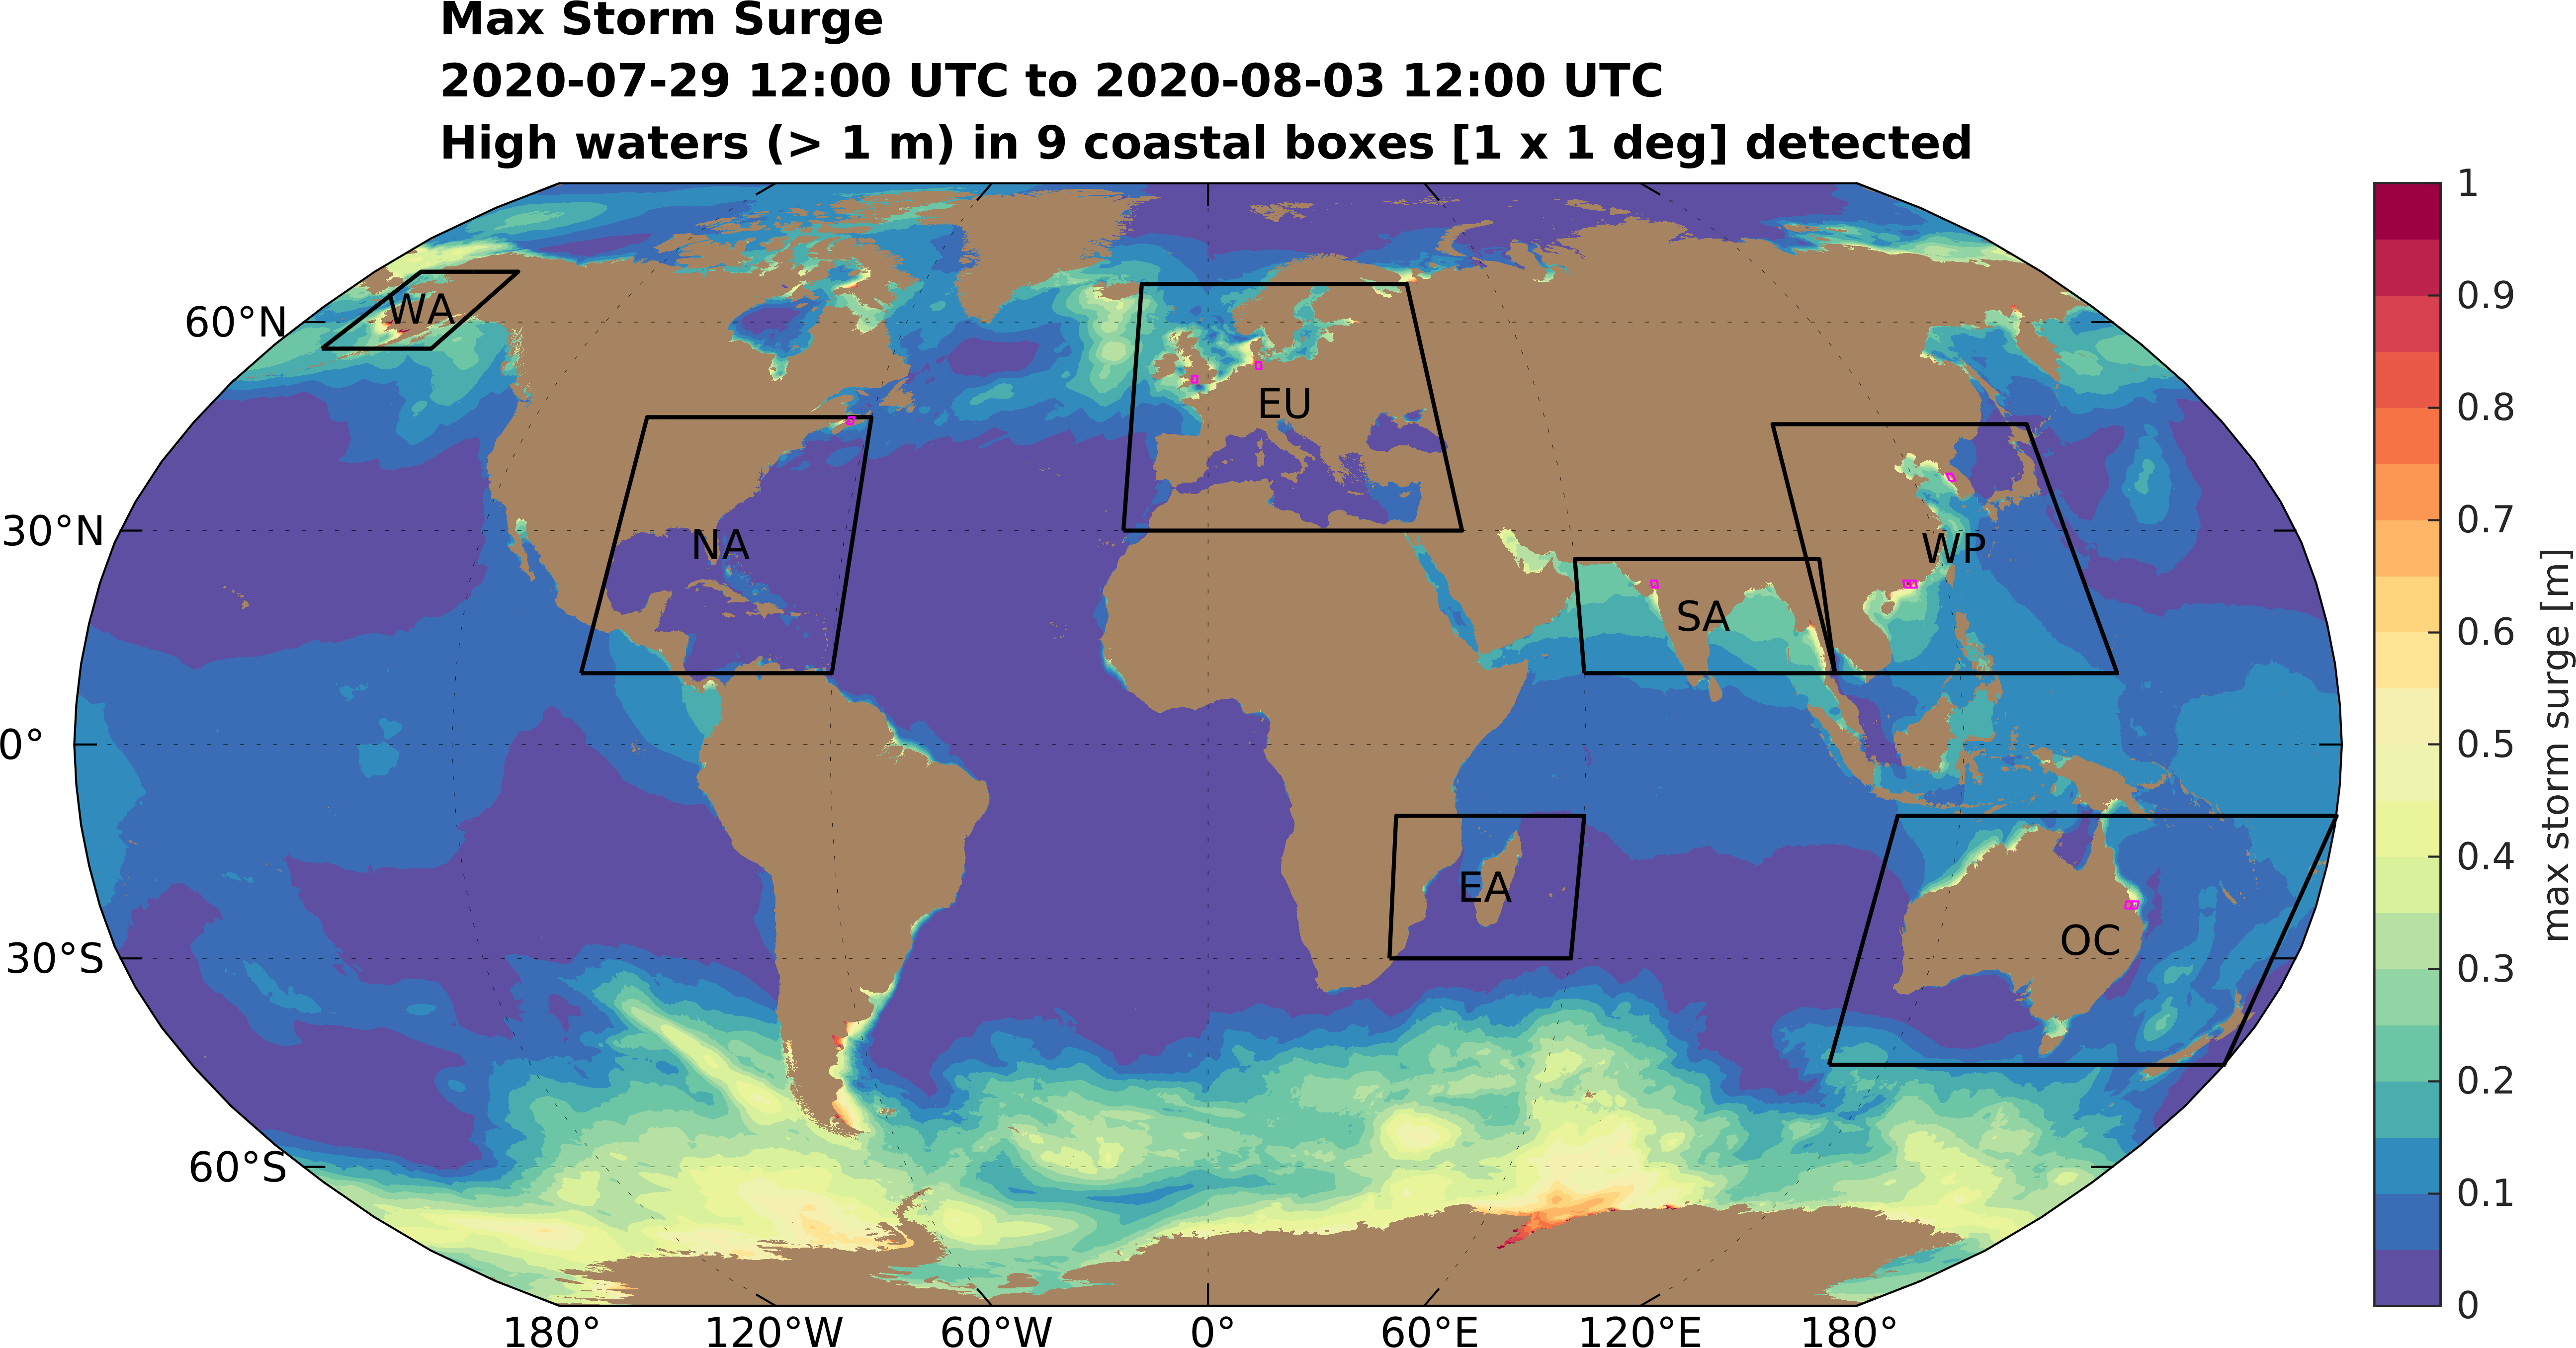 Max Storm Surge
2020-07-29 12:00 UTC to 2020-08-03 12:00 UTC
High waters (> 1 m) in 9 coastal boxes [1 x 1 deg] detected
1
0.9
0.8
0.7
0.6
0.5
0.4
0.3
0.2
0.1
0
max storm surge [m]
60°N
30°N
0°
30°S
60°S
WA
EU
NA
WP
SA
EA
OC
180° 120°W 60°W 0° 60°E 120°E 180°